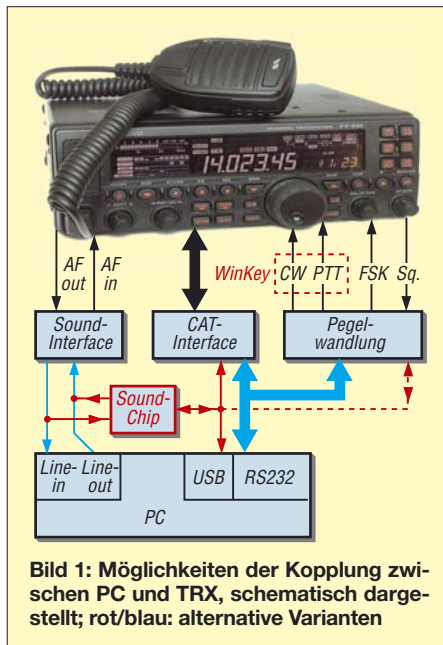 14.023.45
23
AF out
AF in
WinKey
CW
PTT
FSK
Sq.
Sound-
Interface
CAT-
Interface
Pegel-
wandlung
Sound-
Chip
Line-
in
Line-
out
USB
RS232
PC
Bild 1: Möglichkeiten der Kopplung zwi-
schen PC und TRX, schematisch darge-
stellt; rot/blau: alternative Varianten